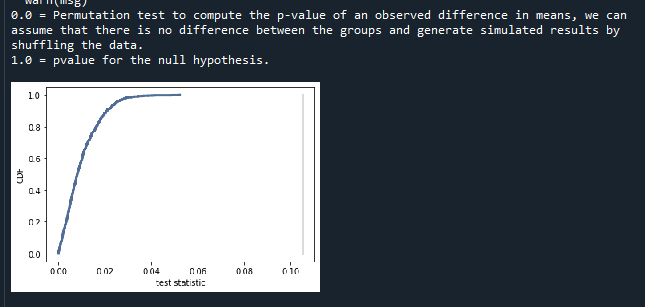 warn(msg)
0.0 = Permutation test to compute the p-value of an observed difference in means, we can
assume that there is no difference between the groups and generate simulated results by
shuffling the data.
1.0 = pvalue for the null hypothesis.
1.0
0.8
0.6
0.4
0.2
0.0
CDF
0.00 0.02 0.04 0.06 0.08 0.10
test statistic